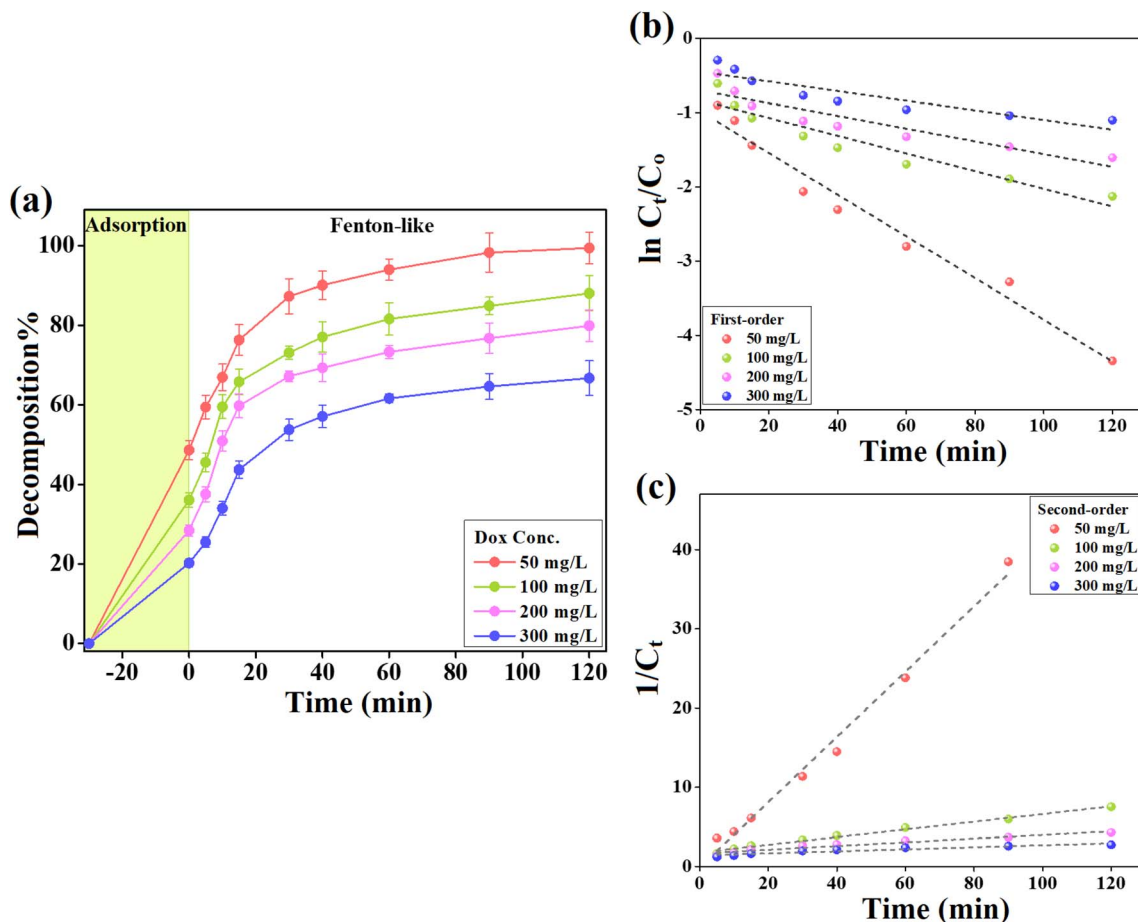 (a)
Adsorption
Fenton-like
Decomposition%
100
80
60
40
20
0
-20
0
20
40
60
80
100
120
Time (min)
Dox Conc.
50 mg/L
100 mg/L
200 mg/L
300 mg/L
(b)
ln Ct/Co
0
-1
-2
-3
-4
-5
0
20
40
60
80
100
120
Time (min)
First-order
50 mg/L
100 mg/L
200 mg/L
300 mg/L
(c)
1/Ct
40
30
20
10
0
0
20
40
60
80
100
120
Time (min)
Second-order
50 mg/L
100 mg/L
200 mg/L
300 mg/L